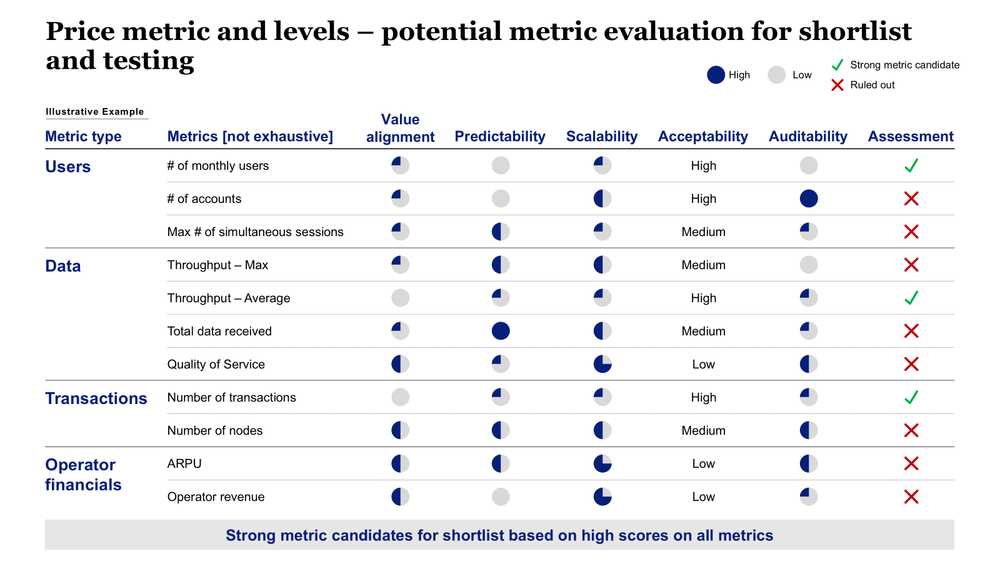 Price metric and levels – potential metric evaluation for shortlist
and testing
High
Low
Strong metric candidate
Ruled out
Illustrative Example
Metric type
Metrics [not exhaustive]
Value
alignment
Predictability
Scalability
Acceptability
Auditability
Assessment
Users
# of monthly users
High
# of accounts
High
Max # of simultaneous sessions
Medium
Data
Throughput – Max
Medium
Throughput – Average
High
Total data received
Medium
Quality of Service
Low
Transactions
Number of transactions
High
Number of nodes
Medium
Operator
financials
ARPU
Low
Operator revenue
Low
Strong metric candidates for shortlist based on high scores on all metrics